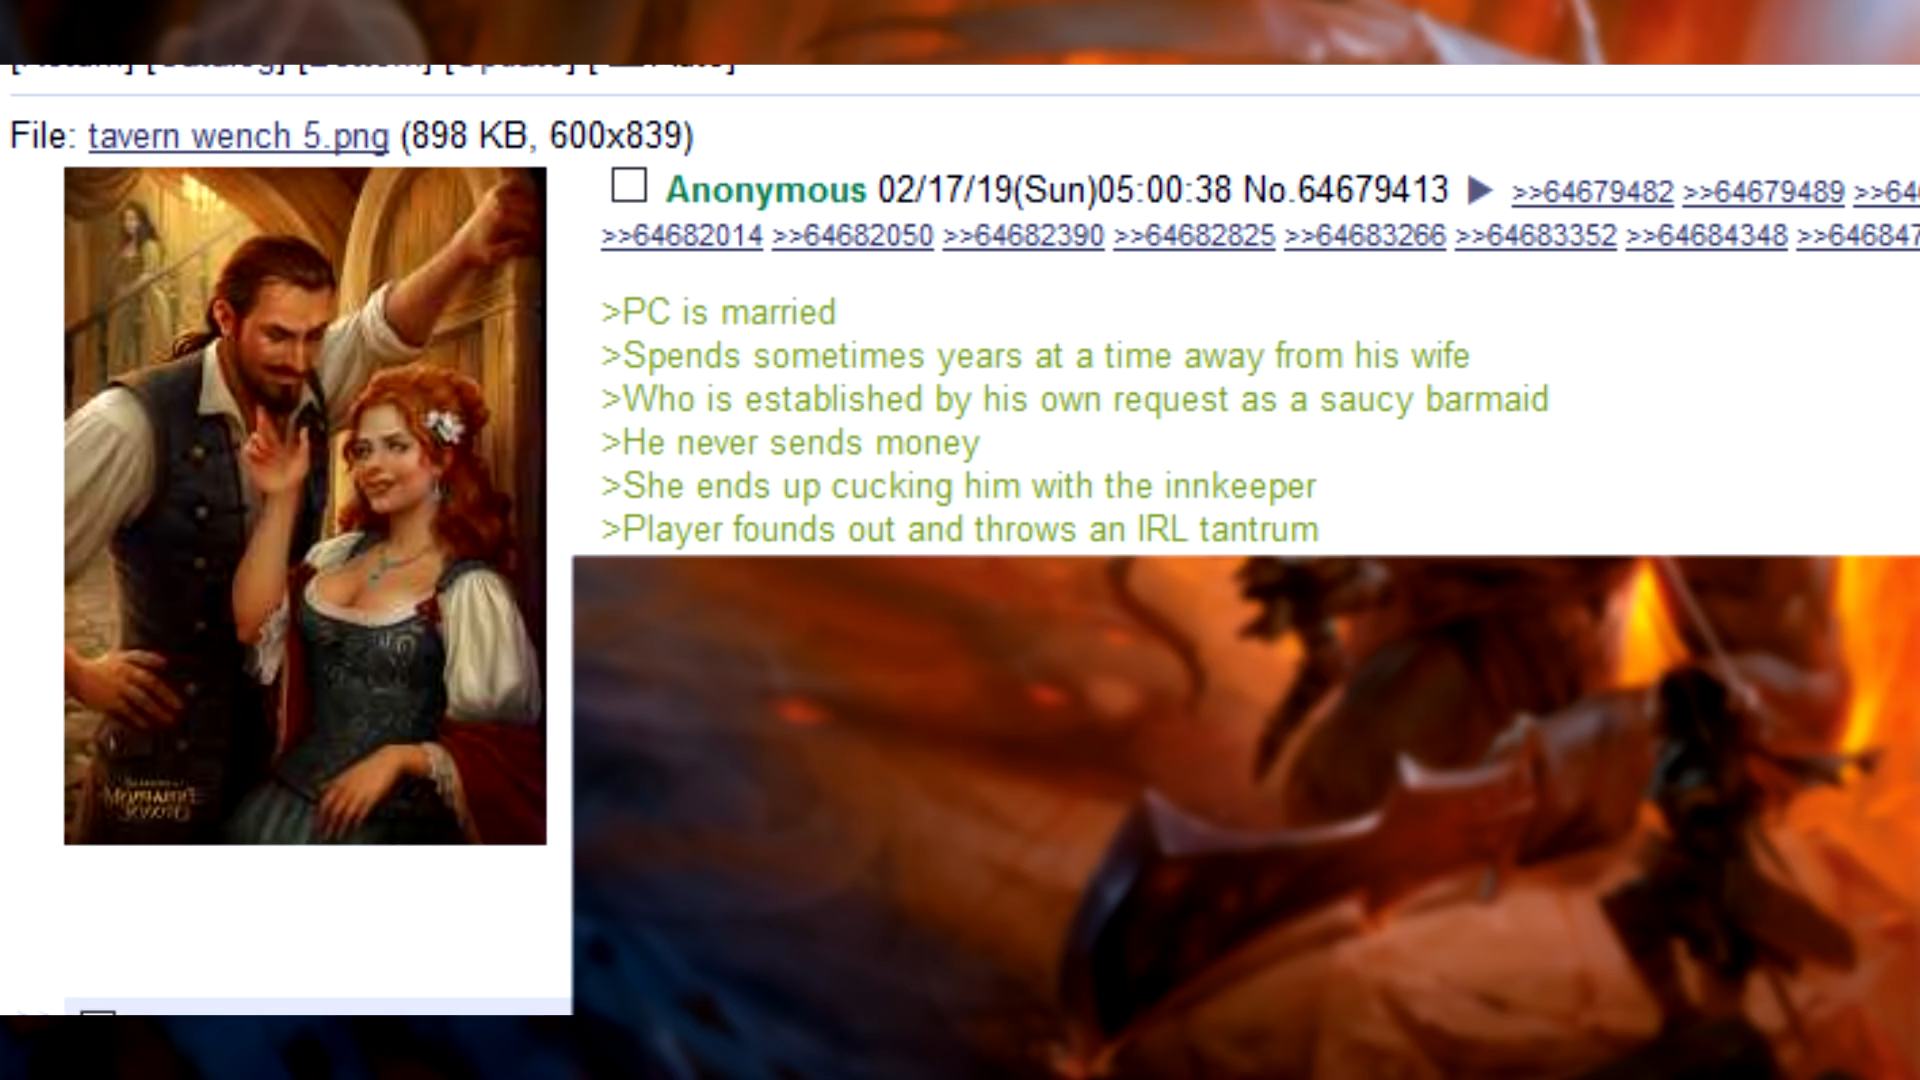 File: tavern wench 5.png (898 KB, 600x839)
Anonymous 02/17/19(Sun)05:00:38 No.64679413 ▶ >>64679482 >>64679489
>>64682014 >>64682050 >>64682390 >>64682825 >>64683266 >>64683352 >>64684348
>PC is married
>Spends sometimes years at a time away from his wife
>Who is established by his own request as a saucy barmaid
>He never sends money
>She ends up cucking him with the innkeeper
>Player founds out and throws an IRL tantrum